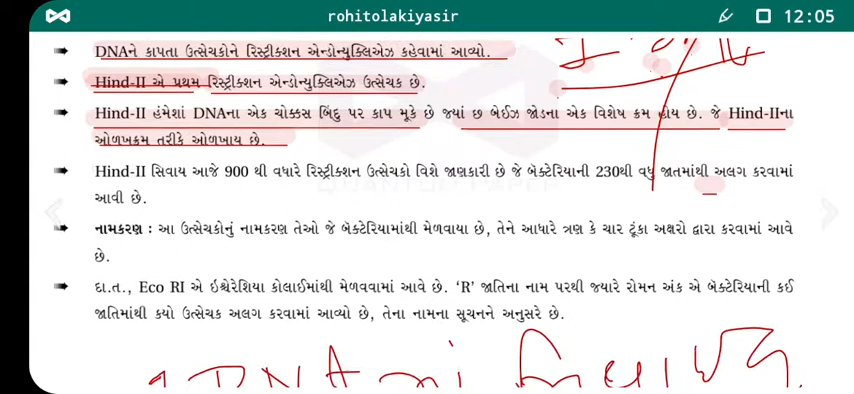 rohitolakiyasir
12:05
DNAને કાપતા ઉત્સેચકોને રિસ્ટ્રીક્શન એન્ડોન્યુક્લિએઝ કહેવામાં આવ્યો.
Hind-II એ પ્રથમ રિસ્ટ્રીક્શન એન્ડોન્યુક્લિએઝ ઉત્સેચક છે.
Hind-II હંમેશાં DNAના એક ચોક્કસ બિંદુ પર કાપ મૂકે છે જ્યાં છ બેઈઝ જોડના એક વિશેષ ક્રમ હોય છે. જે Hind-IIના
ઓળખક્રમ તરીકે ઓળખાય છે.
Hind-II સિવાય આજે 900 થી વધારે રિસ્ટ્રીક્શન ઉત્સેચકો વિશે જાણકારી છે જે બૅક્ટેરિયાની 230થી વધુ જાતમાંથી અલગ કરવામાં
આવી છે.
નામકરણ : આ ઉત્સેચકોનું નામકરણ તેઓ જે બૅક્ટેરિયામાંથી મેળવાયા છે, તેને આધારે ત્રણ કે ચાર ટૂંકા અક્ષરો દ્વારા કરવામાં આવે
છે.
દા.ત., Eco RI એ ઇશ્ચેરેશિયા કોલાઈમાંથી મેળવવામાં આવે છે. ‘R’ જાતિના નામ પરથી જ્યારે રોમન અંક એ બૅક્ટેરિયાની કઈ
જાતિમાંથી કયો ઉત્સેચક અલગ કરવામાં આવ્યો છે, તેના નામના સૂચનને અનુસરે છે.
DNA માં